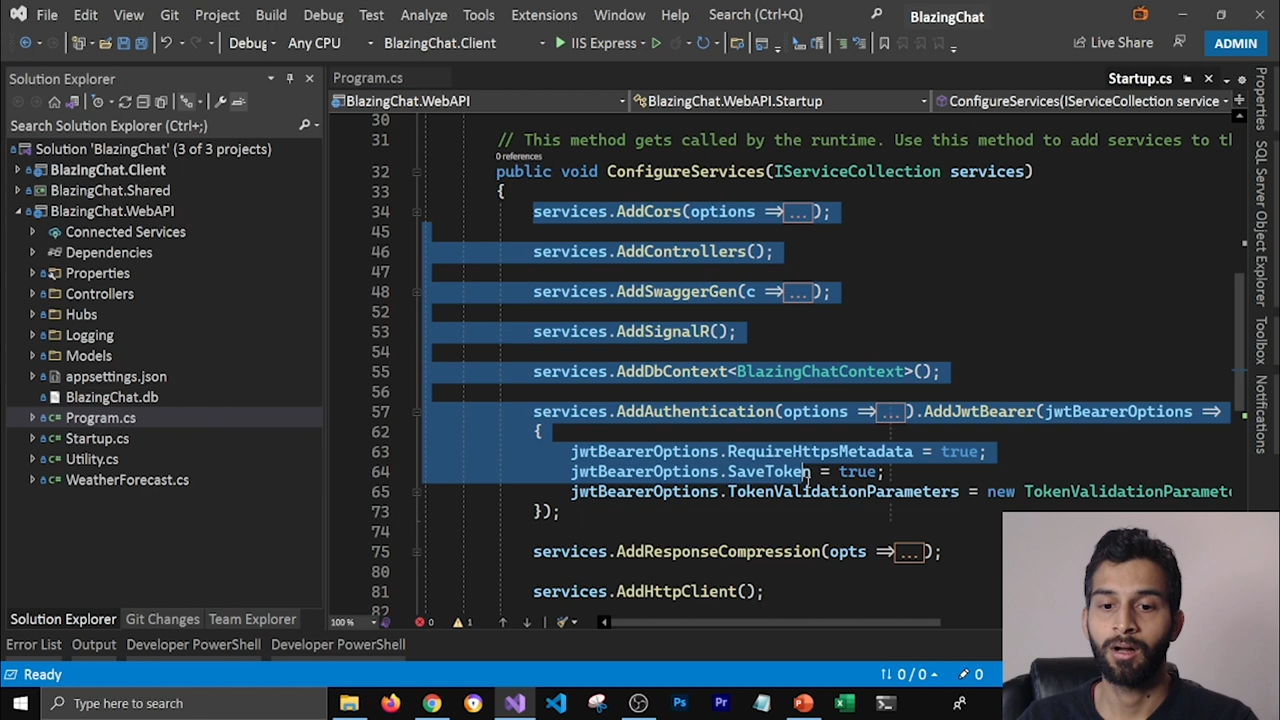 File Edit View Git Project Build Debug Test Analyze Tools Extensions Window Help Search (Ctrl+Q) BlazingChat
Debug Any CPU BlazingChat.Client IIS Express Live Share ADMIN
Solution Explorer
Search Solution Explorer (Ctrl+;)
Solution 'BlazingChat' (3 of 3 projects)
BlazingChat.Client
BlazingChat.Shared
BlazingChat.WebAPI
Connected Services
Dependencies
Properties
Controllers
Hubs
Logging
Models
appsettings.json
BlazingChat.db
Program.cs
Startup.cs
Utility.cs
WeatherForecast.cs
Solution Explorer Git Changes Team Explorer
Program.cs Startup.cs
BlazingChat.WebAPI BlazingChat.WebAPI.Startup ConfigureServices(IServiceCollection service
30
31 // This method gets called by the runtime. Use this method to add services to th
0 references
32 public void ConfigureServices(IServiceCollection services)
33 {
34 services.AddCors(options =>...);
45
46 services.AddControllers();
47
48 services.AddSwaggerGen(c =>...);
52
53 services.AddSignalR();
54
55 services.AddDbContext<BlazingChatContext>();
56
57 services.AddAuthentication(options =>...).AddJwtBearer(jwtBearerOptions =>
62 {
63 jwtBearerOptions.RequireHttpsMetadata = true;
64 jwtBearerOptions.SaveToken = true;
65 jwtBearerOptions.TokenValidationParameters = new TokenValidationParamete
73 });
74
75 services.AddResponseCompression(opts =>...);
80
81 services.AddHttpClient();
82
100 % 0 1
Properties
SQL Server Object Explorer
Toolbox
Notifications
Error List Output Developer PowerShell Developer PowerShell
Ready 0 / 0 0
Type here to search